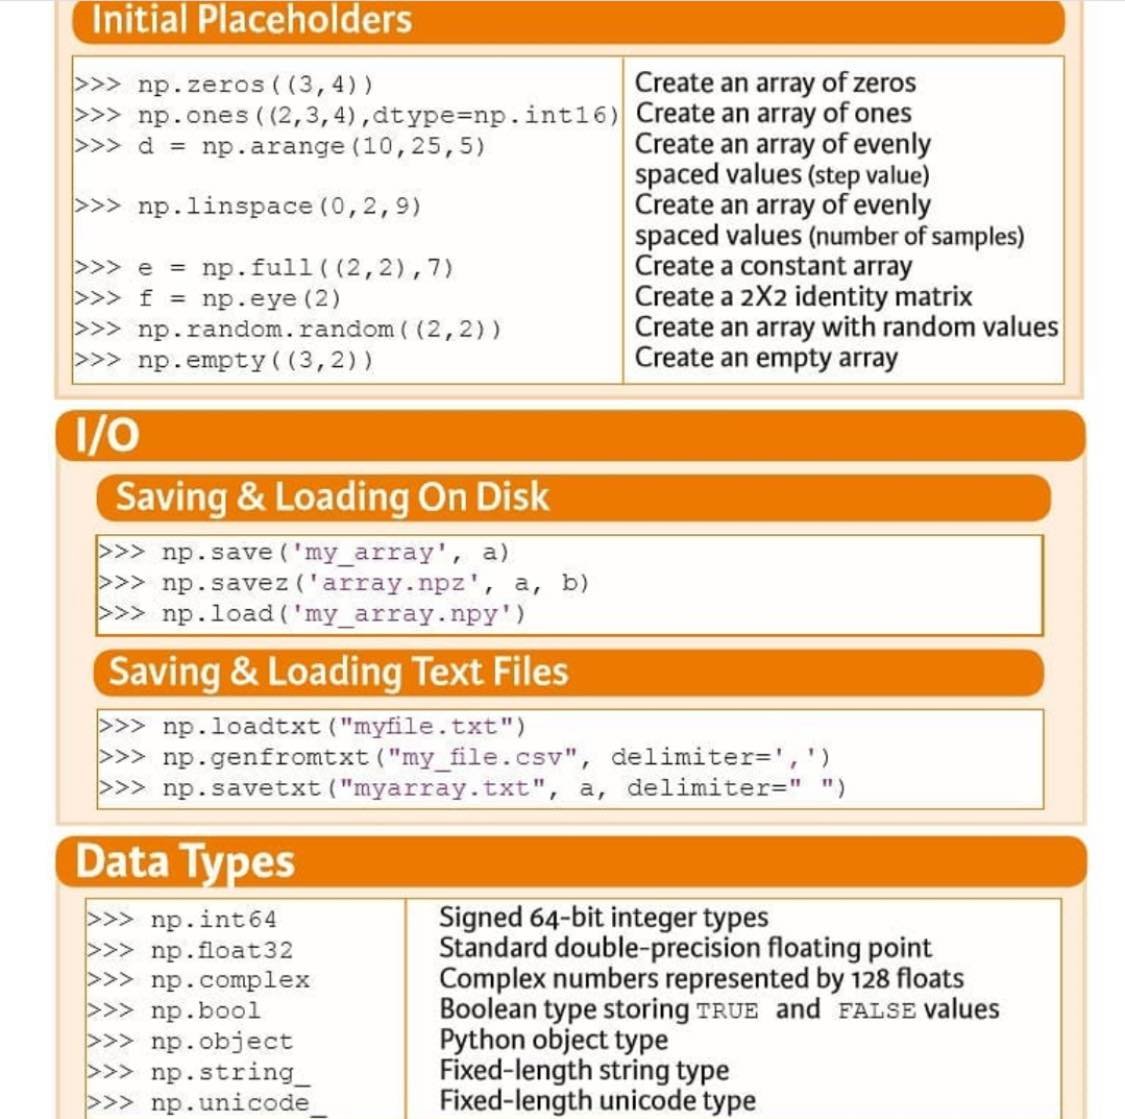 Initial Placeholders
>>> np.zeros((3,4)) Create an array of zeros
>>> np.ones((2,3,4),dtype=np.int16) Create an array of ones
>>> d = np.arange(10,25,5) Create an array of evenly
spaced values (step value)
>>> np.linspace(0,2,9) Create an array of evenly
spaced values (number of samples)
>>> e = np.full((2,2),7) Create a constant array
>>> f = np.eye(2) Create a 2X2 identity matrix
>>> np.random.random((2,2)) Create an array with random values
>>> np.empty((3,2)) Create an empty array
I/O
Saving & Loading On Disk
>>> np.save('my_array', a)
>>> np.savez('array.npz', a, b)
>>> np.load('my_array.npy')
Saving & Loading Text Files
>>> np.loadtxt("myfile.txt")
>>> np.genfromtxt("my_file.csv", delimiter=',')
>>> np.savetxt("myarray.txt", a, delimiter=" ")
Data Types
>>> np.int64 Signed 64-bit integer types
>>> np.float32 Standard double-precision floating point
>>> np.complex Complex numbers represented by 128 floats
>>> np.bool Boolean type storing TRUE and FALSE values
>>> np.object Python object type
>>> np.string_ Fixed-length string type
>>> np.unicode_ Fixed-length unicode type